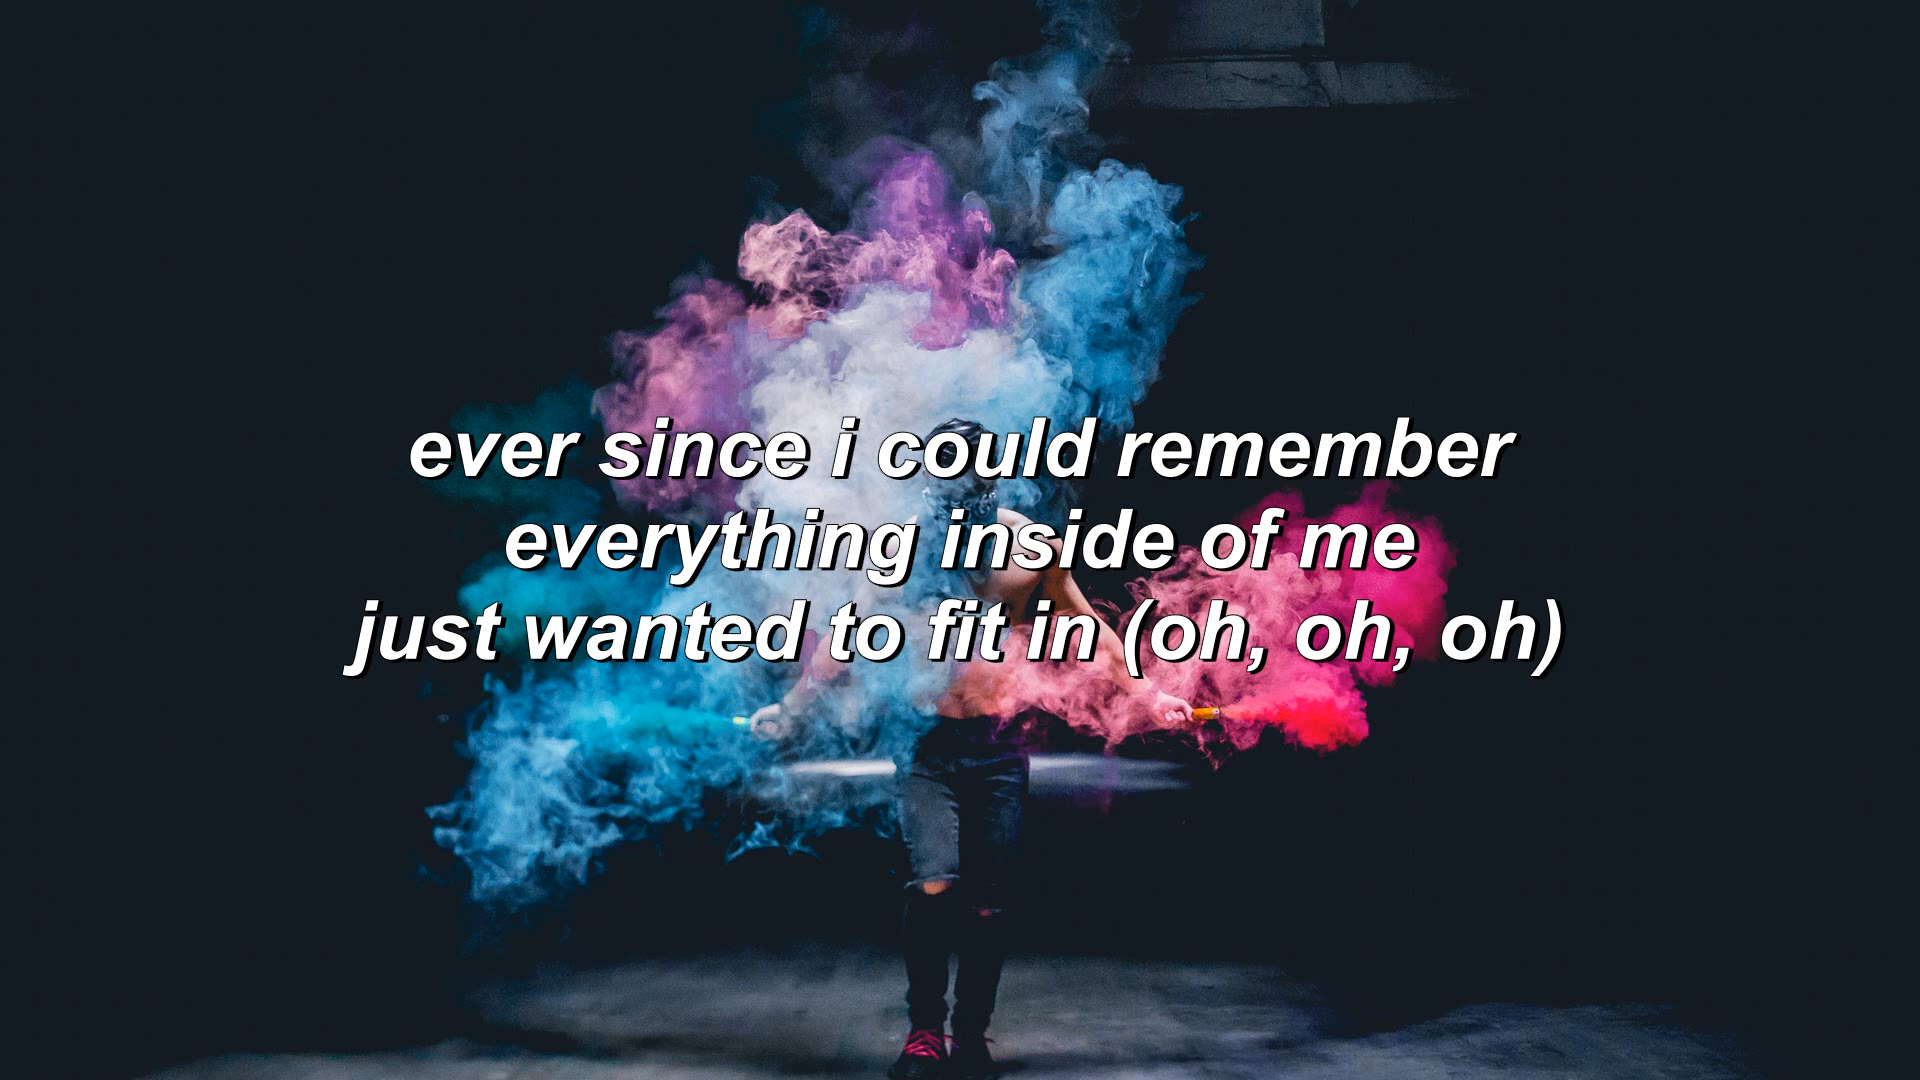 ever since i could remember
everything inside of me
just wanted to fit in (oh, oh, oh)